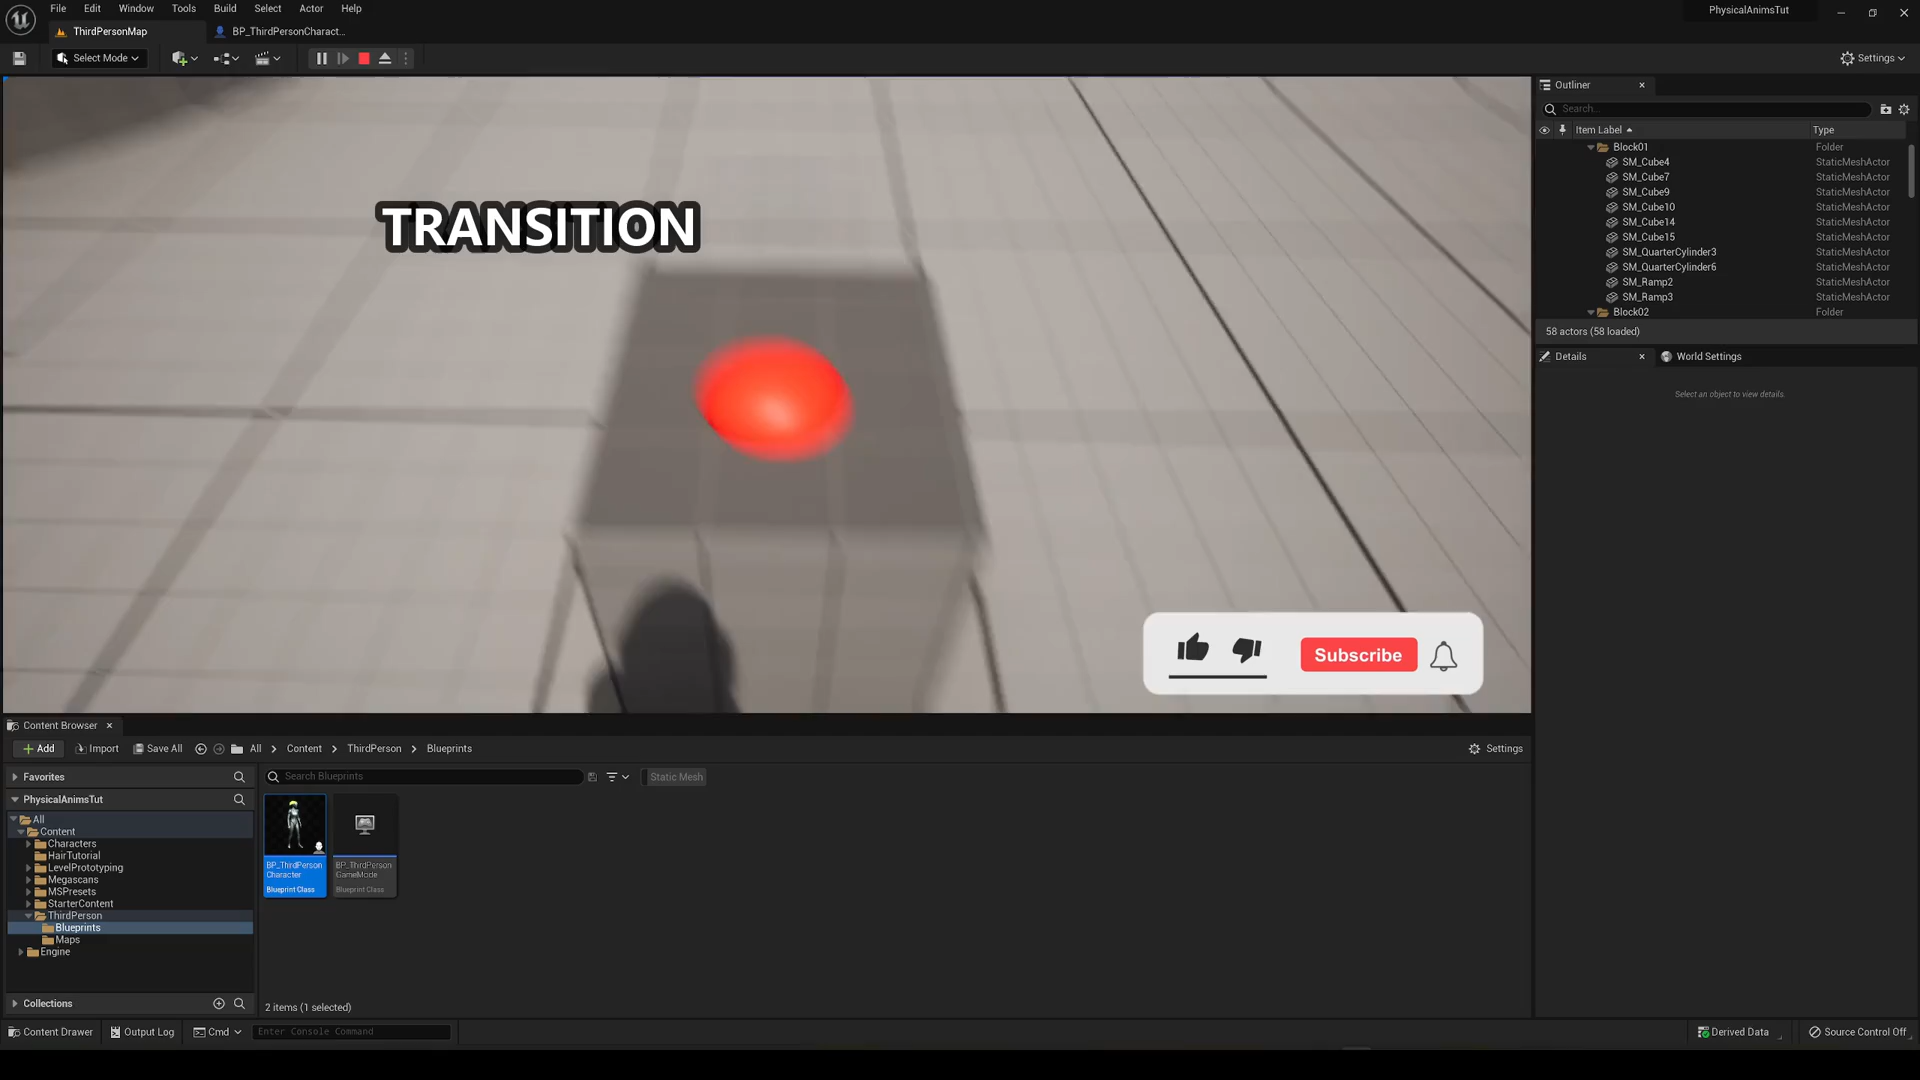 File Edit Window Tools Build Select Actor Help
PhysicalAnimsTut
ThirdPersonMap
BP_ThirdPersonCharact...
Select Mode
Settings
TRANSITION
Subscribe
Outliner
Search...
Item Label
Type
Block01 Folder
SM_Cube4 StaticMeshActor
SM_Cube7 StaticMeshActor
SM_Cube9 StaticMeshActor
SM_Cube10 StaticMeshActor
SM_Cube14 StaticMeshActor
SM_Cube15 StaticMeshActor
SM_QuarterCylinder3 StaticMeshActor
SM_QuarterCylinder6 StaticMeshActor
SM_Ramp2 StaticMeshActor
SM_Ramp3 StaticMeshActor
Block02 Folder
58 actors (58 loaded)
Details
World Settings
Select an object to view details.
Content Browser
Add Import Save All All Content ThirdPerson Blueprints
Settings
Favorites
PhysicalAnimsTut
All
Content
Characters
HairTutorial
LevelPrototyping
Megascans
MSPresets
StarterContent
ThirdPerson
Blueprints
Maps
Engine
Collections
Search Blueprints
Static Mesh
BP_ThirdPerson
Character
Blueprint Class
BP_ThirdPerson
GameMode
Blueprint Class
2 items (1 selected)
Content Drawer Output Log Cmd Enter Console Command
Derived Data Source Control Off